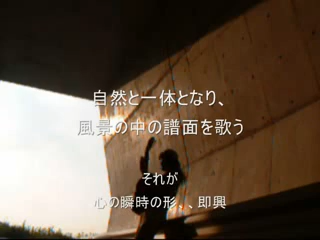 自然と一体となり、
風景の中の譜面を歌う
それが
心の瞬時の形、、即興